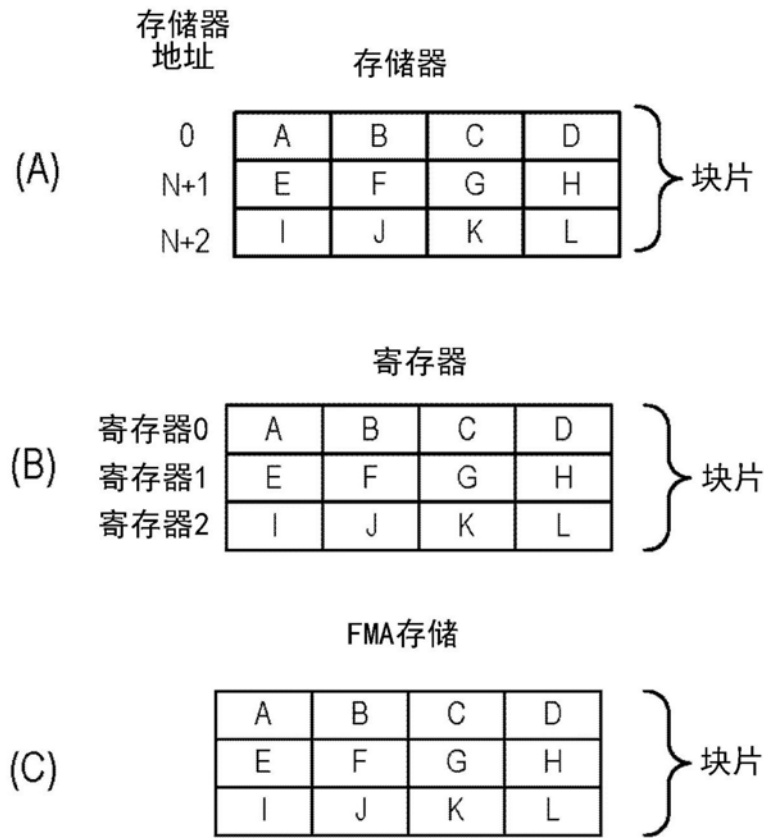 存储器
地址
存储器
(A)
0 A B C D
N+1 E F G H
N+2 I J K L
块片
寄存器
(B)
寄存器0 A B C D
寄存器1 E F G H
寄存器2 I J K L
块片
FMA存储
(C)
A B C D
E F G H
I J K L
块片